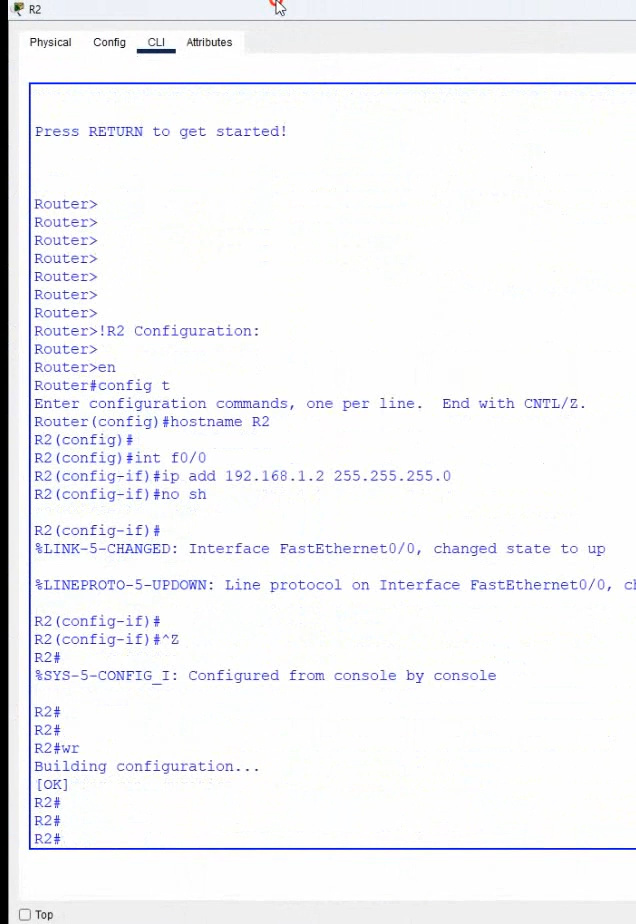 R2
Physical Config CLI Attributes
Press RETURN to get started!
Router>
Router>
Router>
Router>
Router>
Router>
Router>
Router>!R2 Configuration:
Router>
Router>en
Router#config t
Enter configuration commands, one per line.  End with CNTL/Z.
Router(config)#hostname R2
R2(config)#
R2(config)#int f0/0
R2(config-if)#ip add 192.168.1.2 255.255.255.0
R2(config-if)#no sh
R2(config-if)#
%LINK-5-CHANGED: Interface FastEthernet0/0, changed state to up
%LINEPROTO-5-UPDOWN: Line protocol on Interface FastEthernet0/0, ch
R2(config-if)#
R2(config-if)#^Z
R2#
%SYS-5-CONFIG_I: Configured from console by console
R2#
R2#
R2#wr
Building configuration...
[OK]
R2#
R2#
R2#
Top